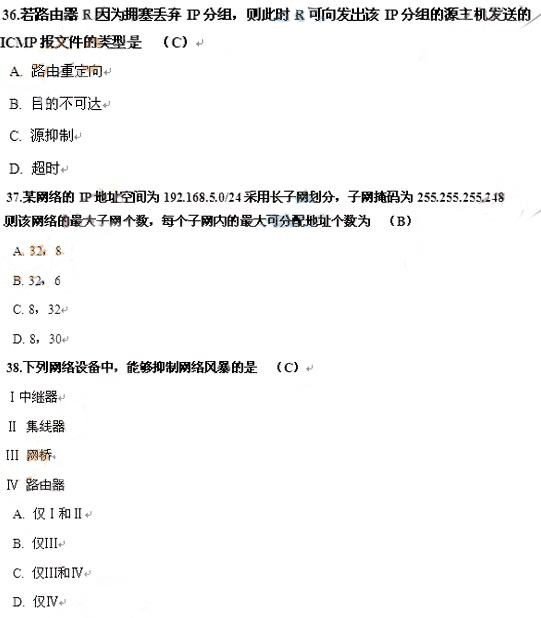 36.若路由器 R 因为拥塞丢弃 IP 分组，则此时 R 可向发出该 IP 分组的源主机发送的
ICMP 报文件的类型是 （C）
A. 路由重定向
B. 目的不可达
C. 源抑制
D. 超时
37.某网络的 IP 地址空间为 192.168.5.0/24 采用长子网划分，子网掩码为 255.255.255.248
则该网络的最大子网个数，每个子网内的最大可分配地址个数为 （B）
A. 32，8
B. 32，6
C. 8，32
D. 8，30
38.下列网络设备中，能够抑制网络风暴的是 （C）
Ⅰ中继器
Ⅱ 集线器
III 网桥
Ⅳ 路由器
A. 仅Ⅰ和Ⅱ
B. 仅III
C. 仅III和Ⅳ
D. 仅Ⅳ